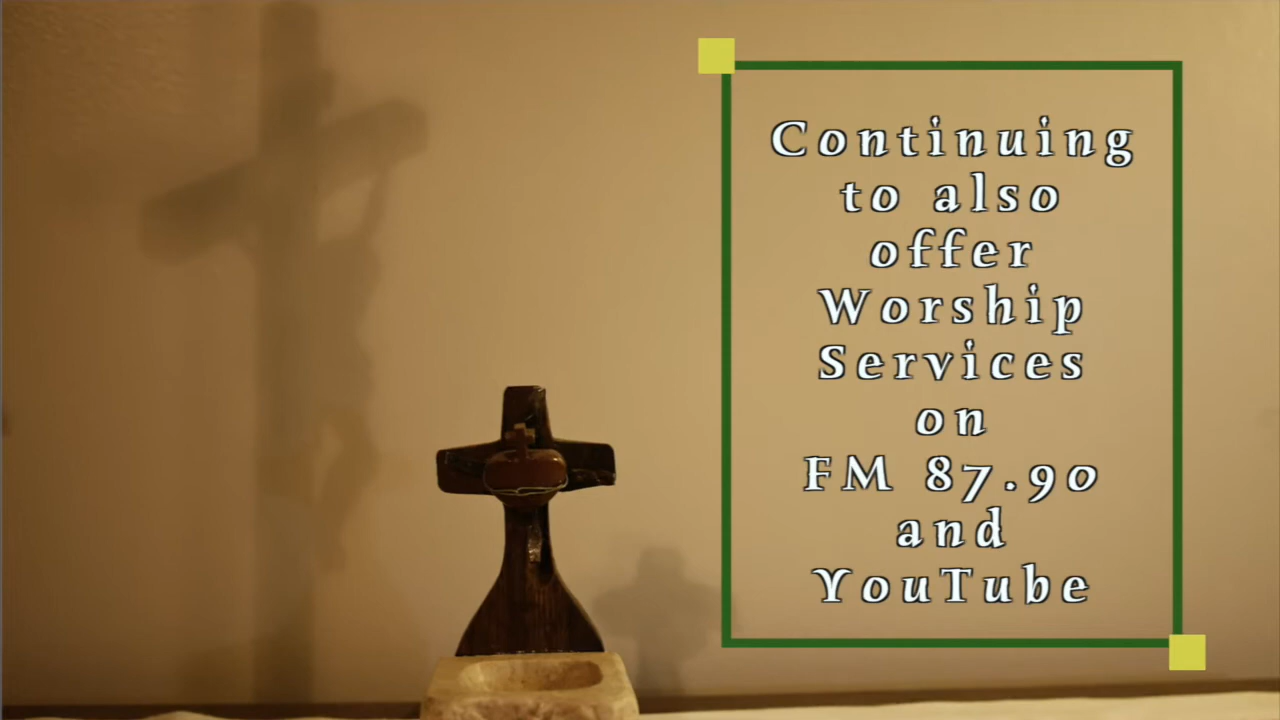 Continuing
to also
offer
Worship
Services
on
FM 87.90
and
YouTube